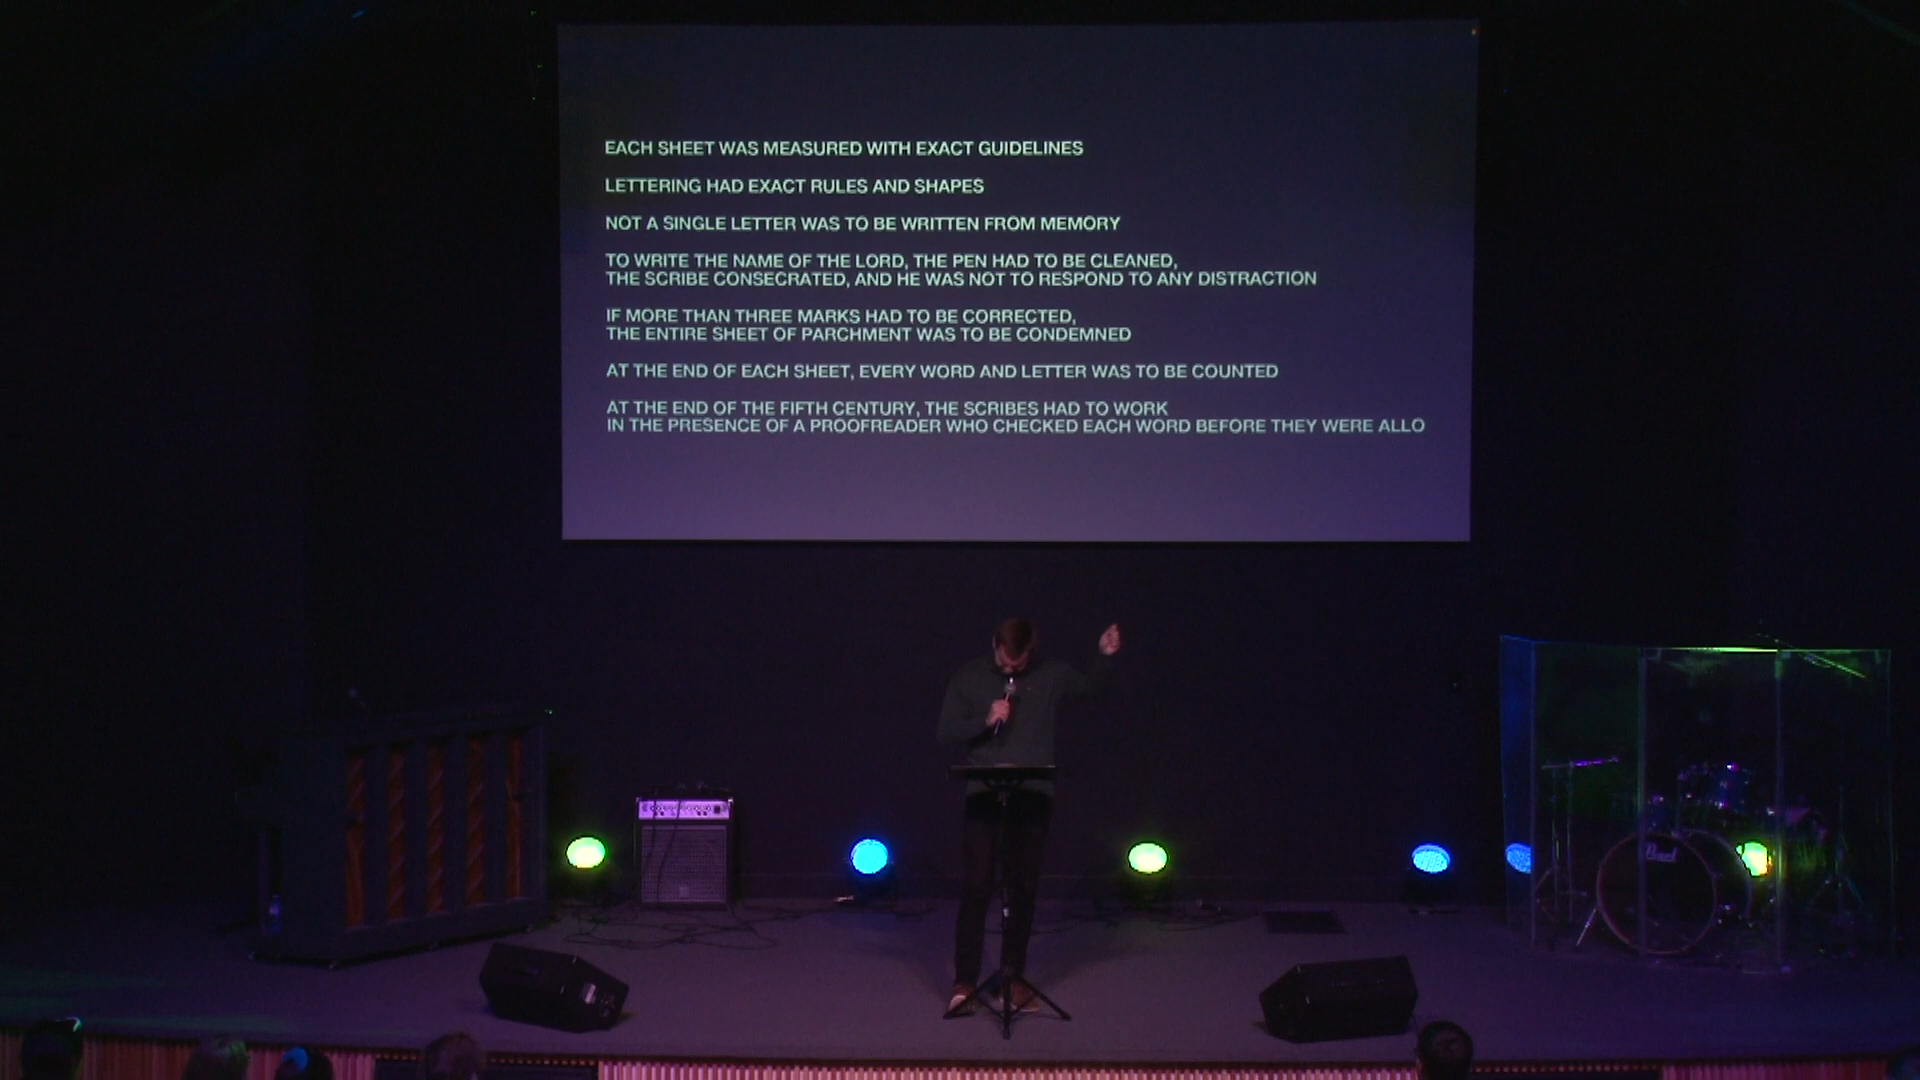 EACH SHEET WAS MEASURED WITH EXACT GUIDELINES
LETTERING HAD EXACT RULES AND SHAPES
NOT A SINGLE LETTER WAS TO BE WRITTEN FROM MEMORY
TO WRITE THE NAME OF THE LORD, THE PEN HAD TO BE CLEANED,
THE SCRIBE CONSECRATED, AND HE WAS NOT TO RESPOND TO ANY DISTRACTION
IF MORE THAN THREE MARKS HAD TO BE CORRECTED,
THE ENTIRE SHEET OF PARCHMENT WAS TO BE CONDEMNED
AT THE END OF EACH SHEET, EVERY WORD AND LETTER WAS TO BE COUNTED
AT THE END OF THE FIFTH CENTURY, THE SCRIBES HAD TO WORK
IN THE PRESENCE OF A PROOFREADER WHO CHECKED EACH WORD BEFORE THEY WERE ALLO
Pearl